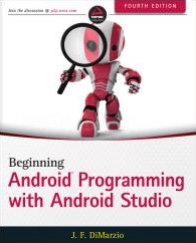 Join the discussion @ p2p.wrox.com
FOURTH EDITION
Beginning
Android® Programming
with Android Studio
J. F. DiMarzio